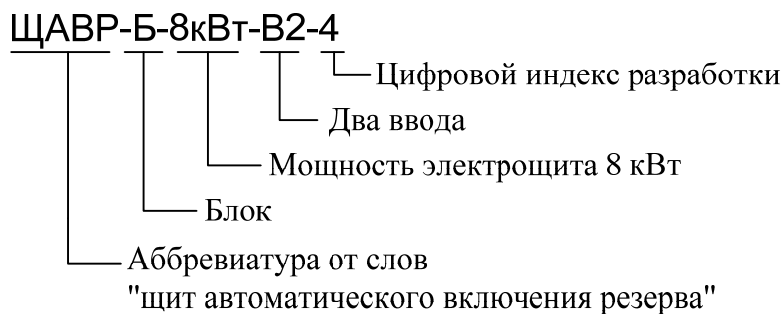 ЩАВР-Б-8кВт-В2-4
Цифровой индекс разработки
Два ввода
Мощность электрощита 8 кВт
Блок
Аббревиатура от слов
"щит автоматического включения резерва"